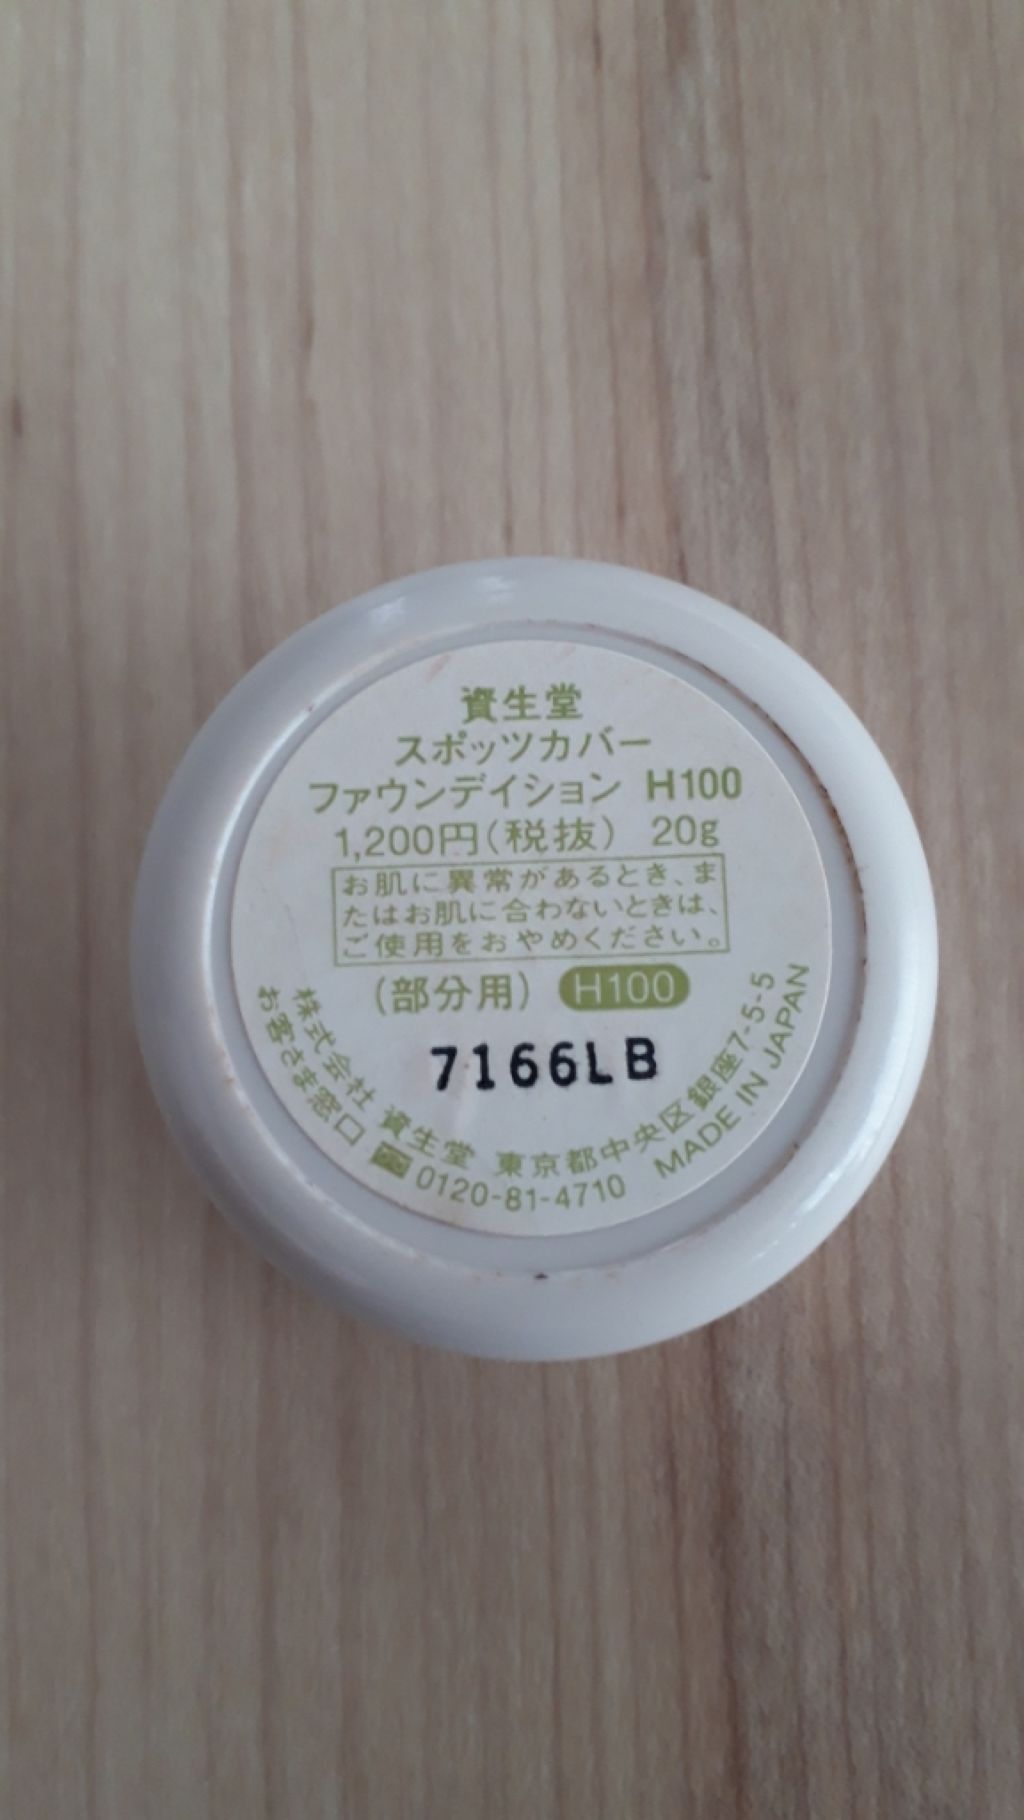 資生堂
スポッツカバー
ファウンデイション H100
1,200円(税抜) 20g
お肌に異常があるとき、ま
たはお肌に合わないときは、
ご使用をおやめください。
(部分用) H100
7166LB
株式会社 資生堂 東京都中央区銀座7-5-5
お客さま窓口 0120-81-4710 MADE IN JAPAN